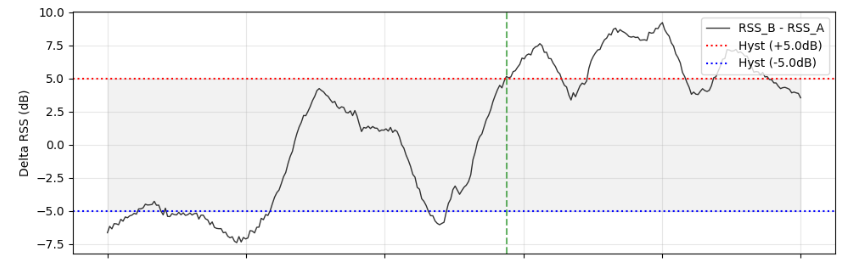 10.0
7.5
5.0
2.5
0.0
−2.5
−5.0
−7.5
Delta RSS (dB)
RSS_B - RSS_A
Hyst (+5.0dB)
Hyst (-5.0dB)